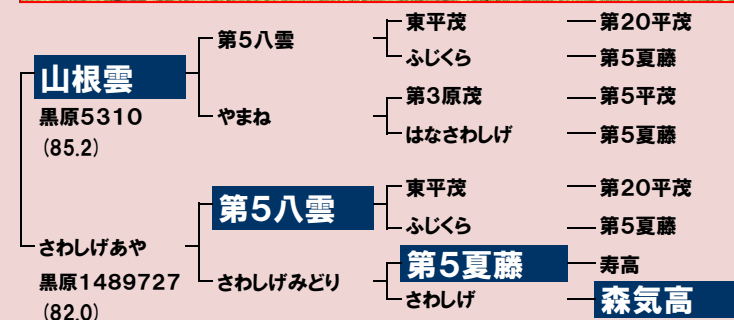 第5八雲
東平茂
第20平茂
ふじくら
第5夏藤
山根雲
黒原5310
(85.2)
やまね
第3原茂
第5平茂
はなさわしげ
第5夏藤
さわしげあや
黒原1489727
(82.0)
第5八雲
東平茂
第20平茂
ふじくら
第5夏藤
さわしげみどり
第5夏藤
寿高
さわしげ
森気高